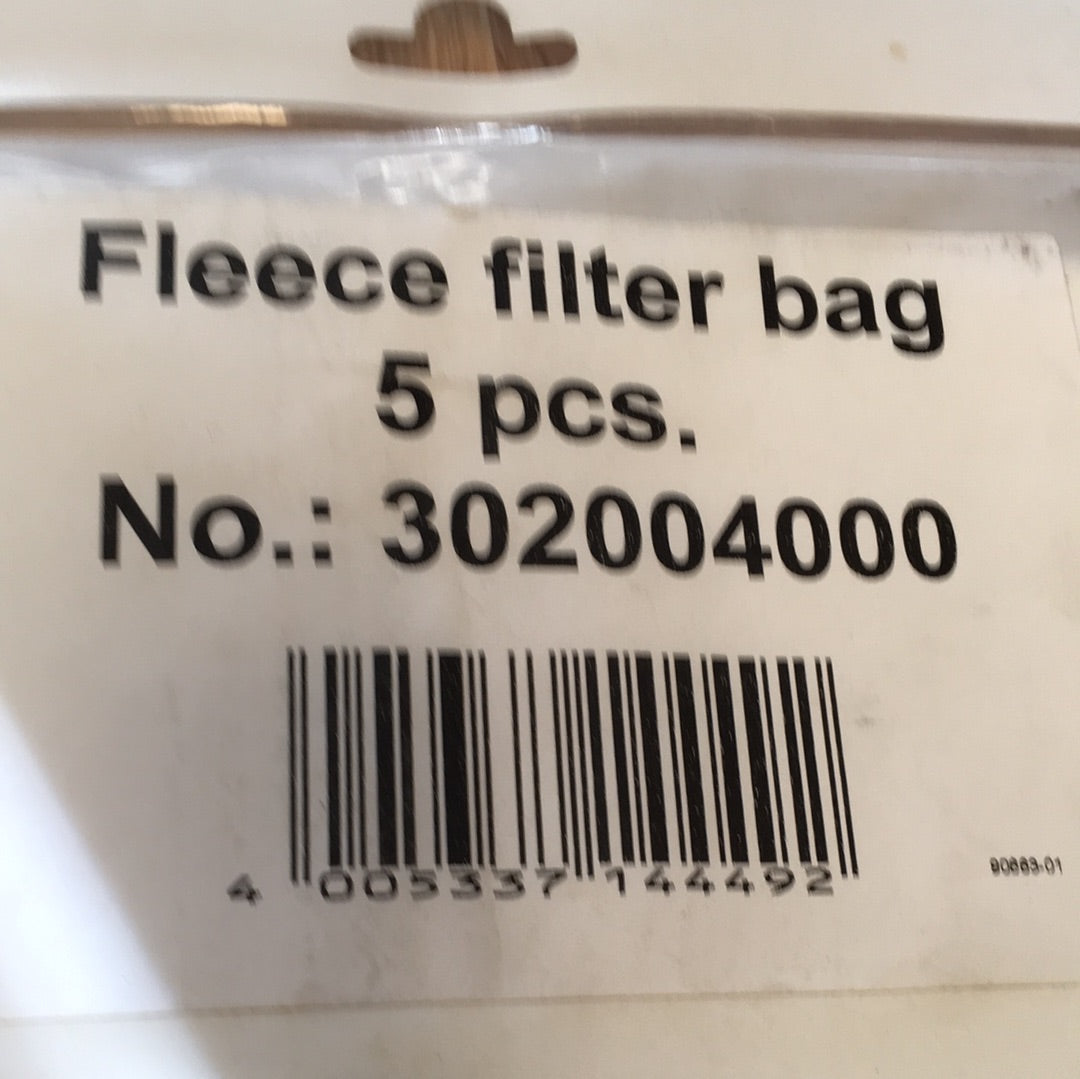 Fleece filter bag
5 pcs.
No.: 302004000
4 005337 144492
90663-01